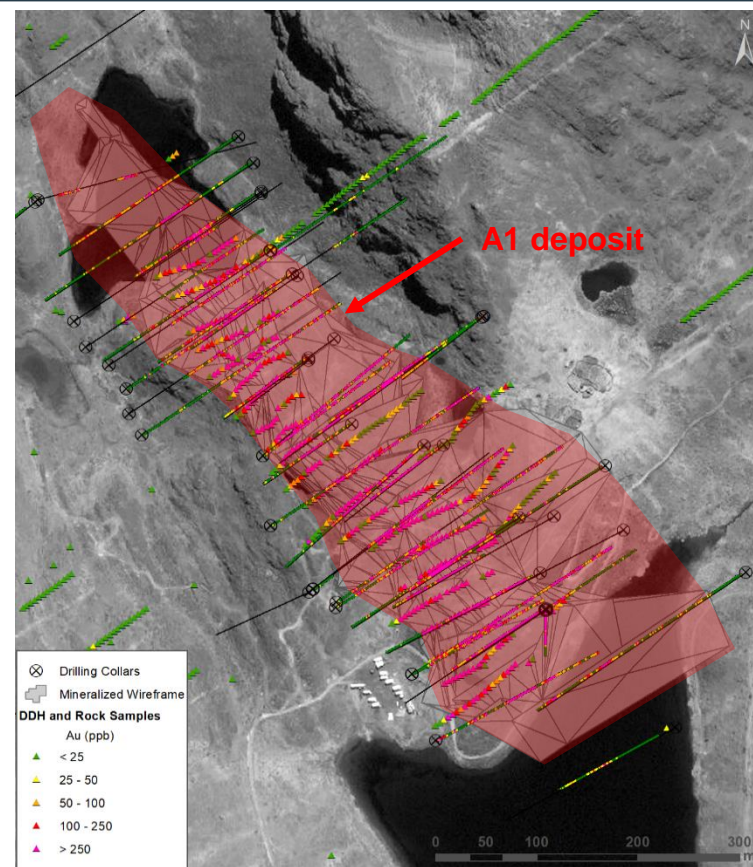 N
A1 deposit
Drilling Collars
Mineralized Wireframe
DDH and Rock Samples
Au (ppb)
< 25
25 - 50
50 - 100
100 - 250
> 250
0 50 100 200 300
m